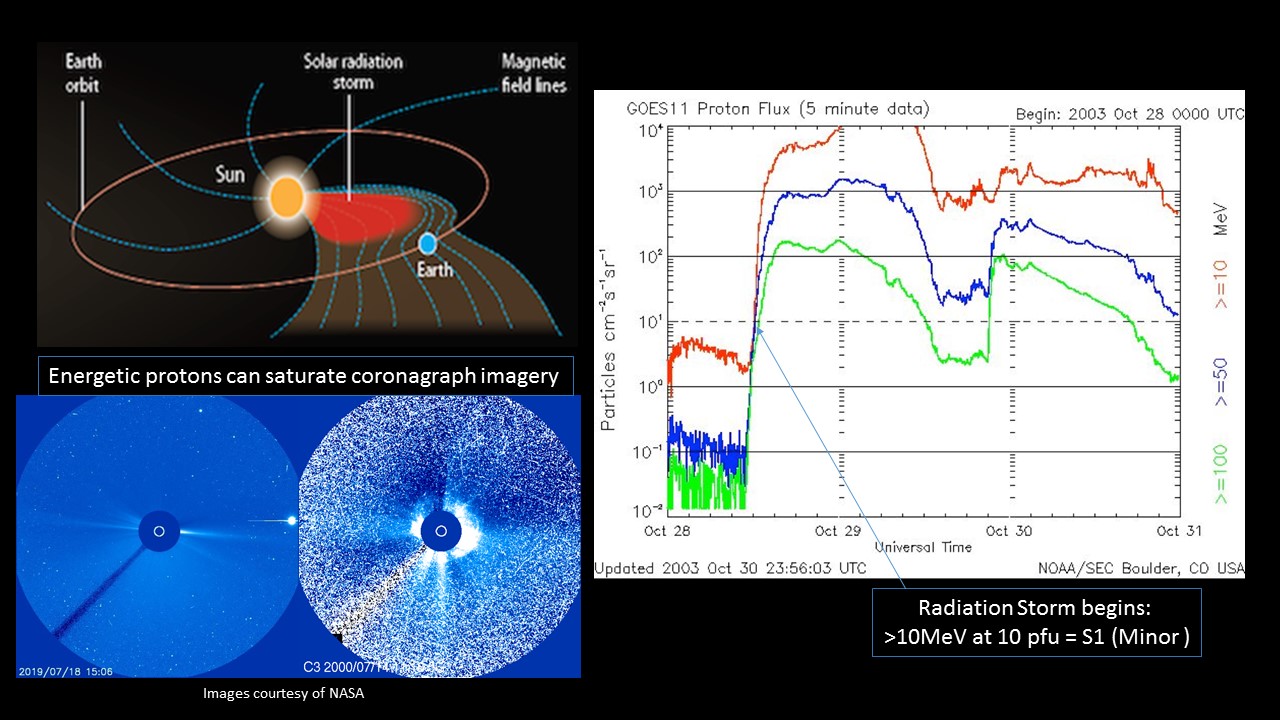 Earth
orbit
Solar radiation
storm
Magnetic
field lines
Sun
Earth
Energetic protons can saturate coronagraph imagery
2019/07/18 15:06
C3 2000/07/14
Images courtesy of NASA
GOES11 Proton Flux (5 minute data)
Begin: 2003 Oct 28 0000 UTC
Particles cm⁻²s⁻¹sr⁻¹
10⁴
10³
10²
10¹
10⁰
10⁻¹
10⁻²
Oct 28
Oct 29
Oct 30
Oct 31
Universal Time
MeV
>=10
>=50
>=100
Updated 2003 Oct 30 23:56:03 UTC
NOAA/SEC Boulder, CO USA
Radiation Storm begins:
>10MeV at 10 pfu = S1 (Minor )